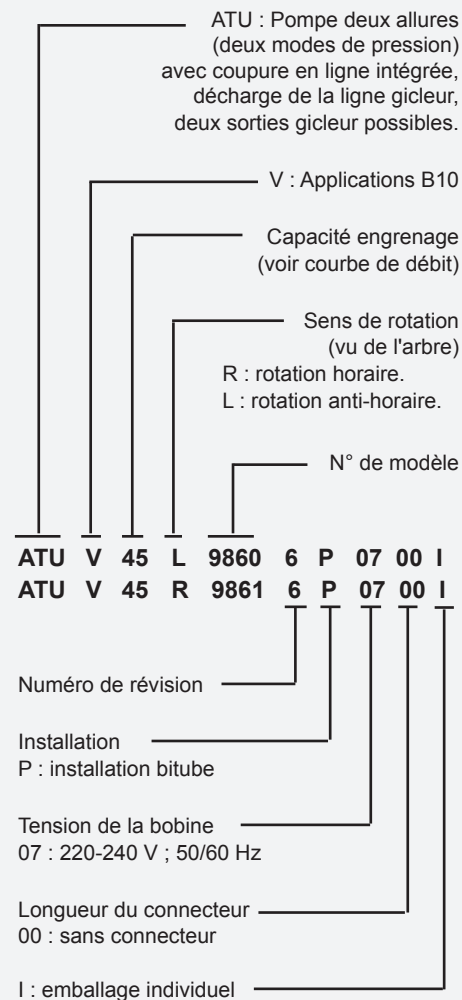 ATU : Pompe deux allures
(deux modes de pression)
avec coupure en ligne intégrée,
décharge de la ligne gicleur,
deux sorties gicleur possibles.
V : Applications B10
Capacité engrenage
(voir courbe de débit)
Sens de rotation
(vu de l'arbre)
R : rotation horaire.
L : rotation anti-horaire.
N° de modèle
ATU V 45 L 9860 6 P 07 00 I
ATU V 45 R 9861 6 P 07 00 I
Numéro de révision
Installation
P : installation bitube
Tension de la bobine
07 : 220-240 V ; 50/60 Hz
Longueur du connecteur
00 : sans connecteur
I : emballage individuel